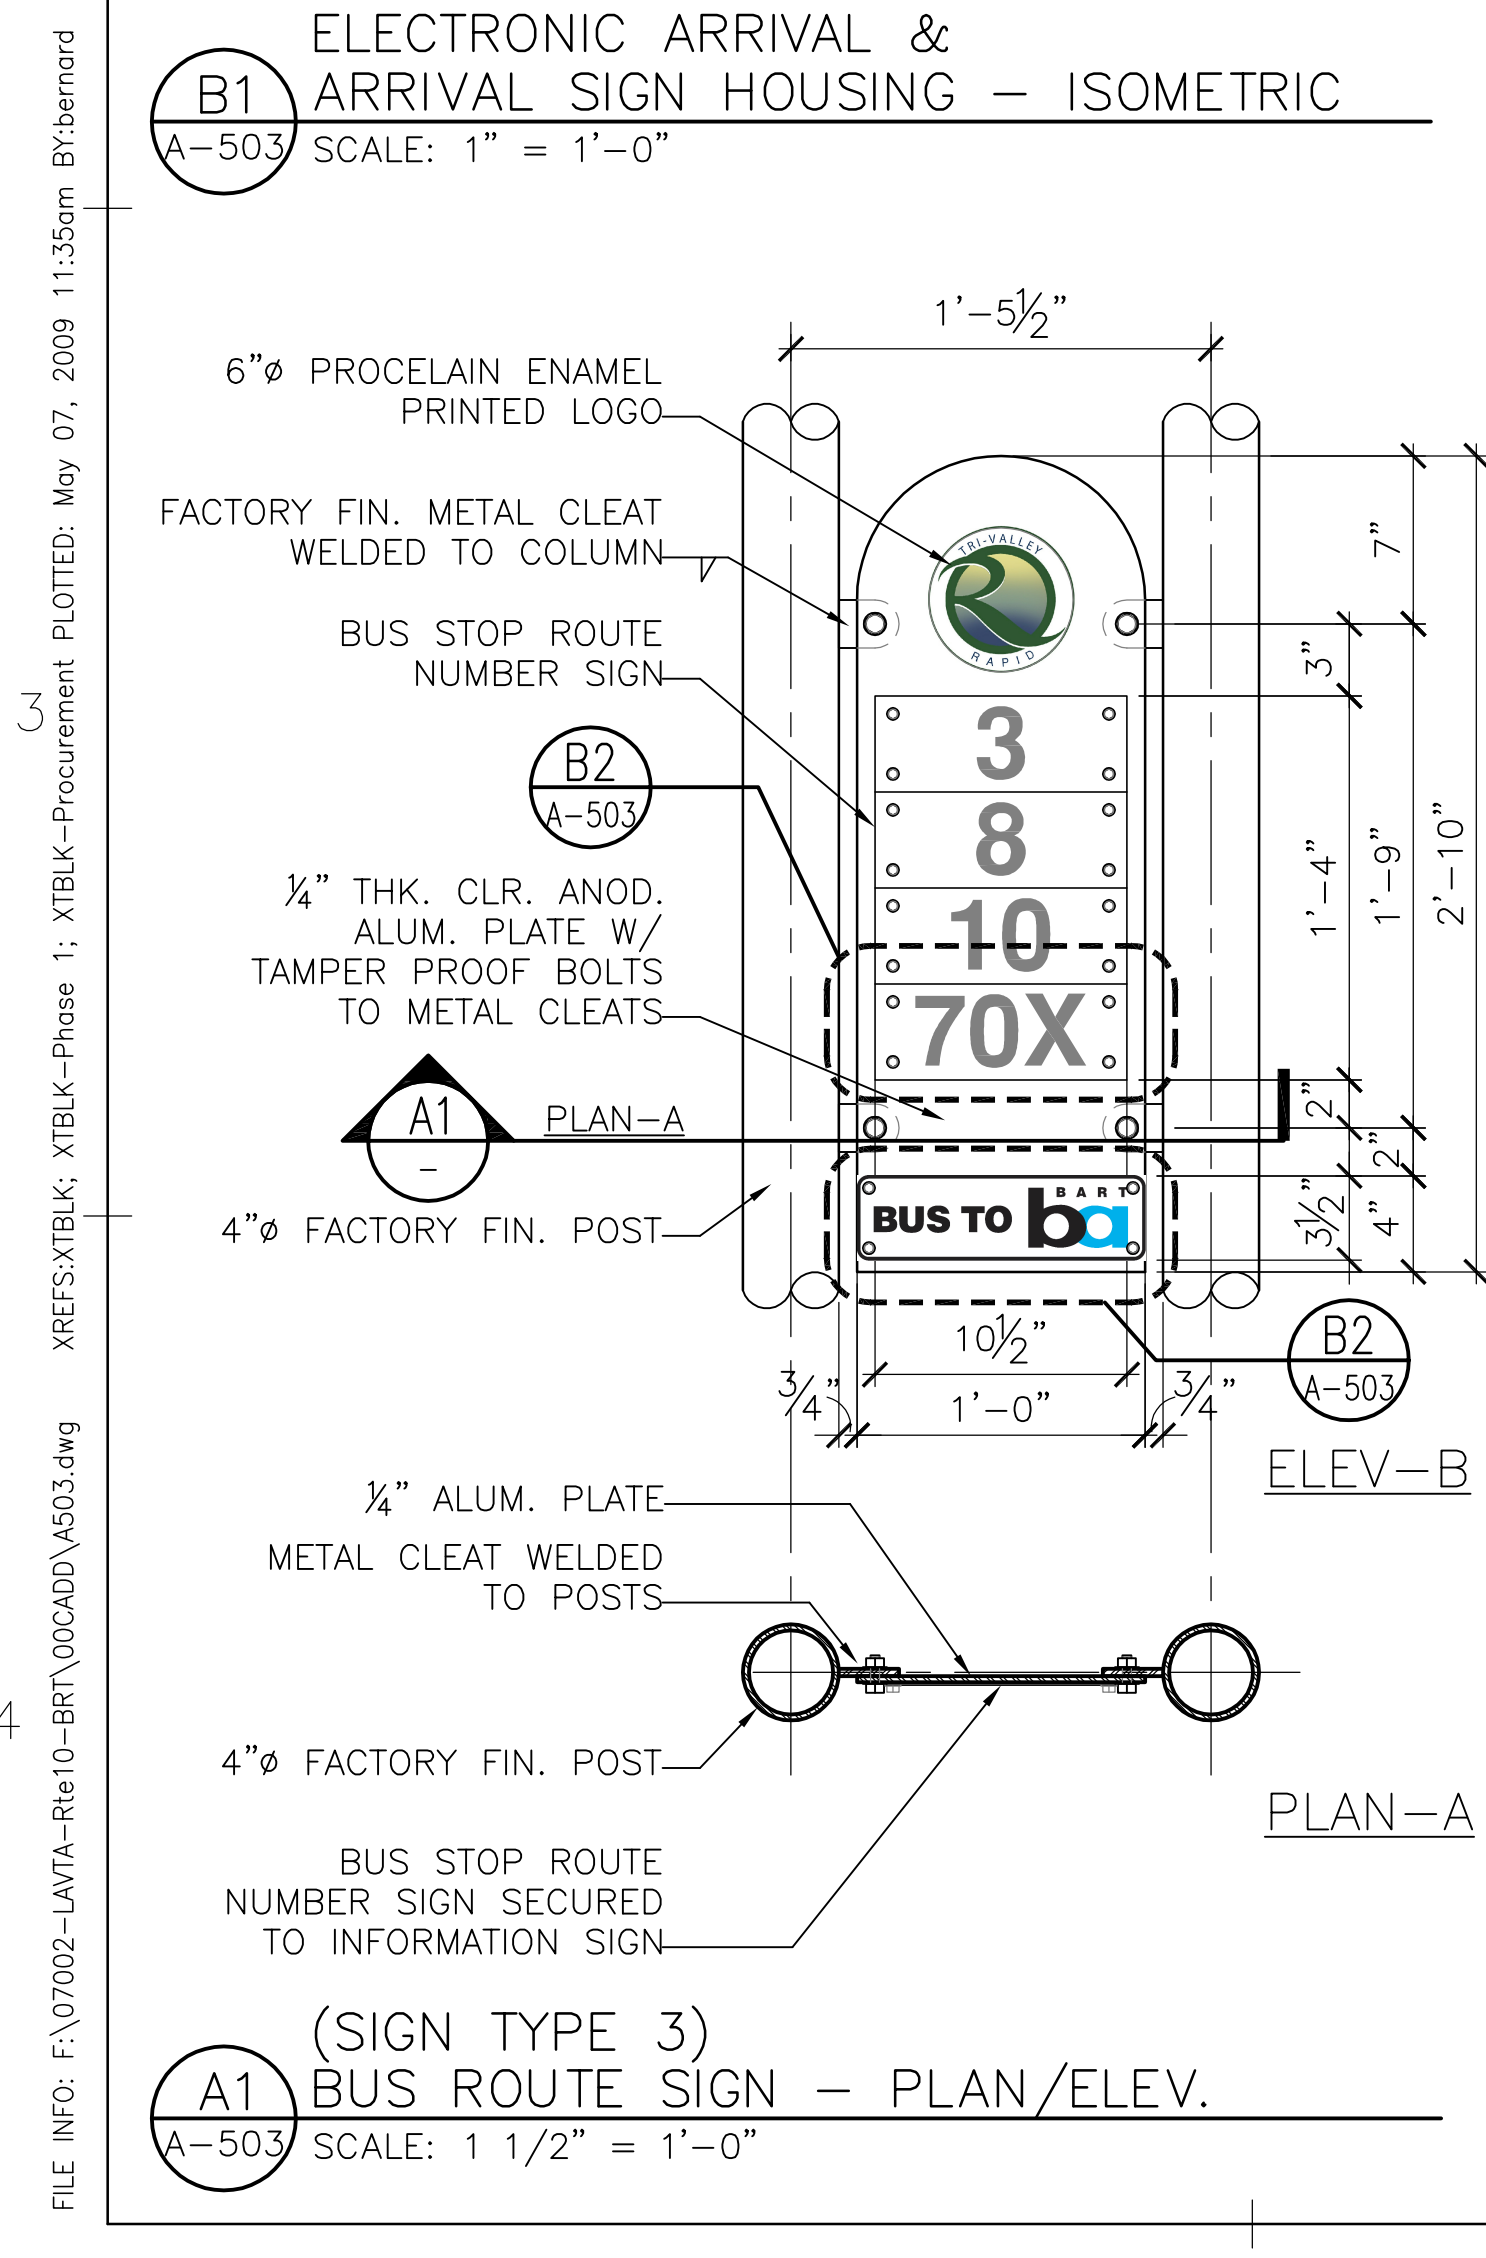 ELECTRONIC ARRIVAL &
B1
ARRIVAL SIGN HOUSING – ISOMETRIC
A–503
SCALE: 1" = 1'–0"
1'–5½"
6"ø PROCELAIN ENAMEL
PRINTED LOGO
FACTORY FIN. METAL CLEAT
WELDED TO COLUMN
TRI-VALLEY
RAPID
7"
BUS STOP ROUTE
NUMBER SIGN
3"
3
B2
A–503
3
8
10
70X
1'–4"
1'–9"
2'–10"
¼" THK. CLR. ANOD.
ALUM. PLATE W/
TAMPER PROOF BOLTS
TO METAL CLEATS
A1
–
PLAN–A
2"
2"
BART
BUS TO ba
3½"
4"
4"ø FACTORY FIN. POST
10½"
B2
A–503
¾"
1'–0"
¾"
ELEV–B
¼" ALUM. PLATE
METAL CLEAT WELDED
TO POSTS
4
4"ø FACTORY FIN. POST
PLAN–A
BUS STOP ROUTE
NUMBER SIGN SECURED
TO INFORMATION SIGN
(SIGN TYPE 3)
A1
BUS ROUTE SIGN – PLAN/ELEV.
A–503
SCALE: 1 1/2" = 1'–0"
FILE INFO: F:\07002–LAVTA–Rte10–BRT\00CADD\A503.dwg XREFS:XTBLK; XTBLK–Phase 1; XTBLK–Procurement PLOTTED: May 07, 2009 11:35am BY:bernard